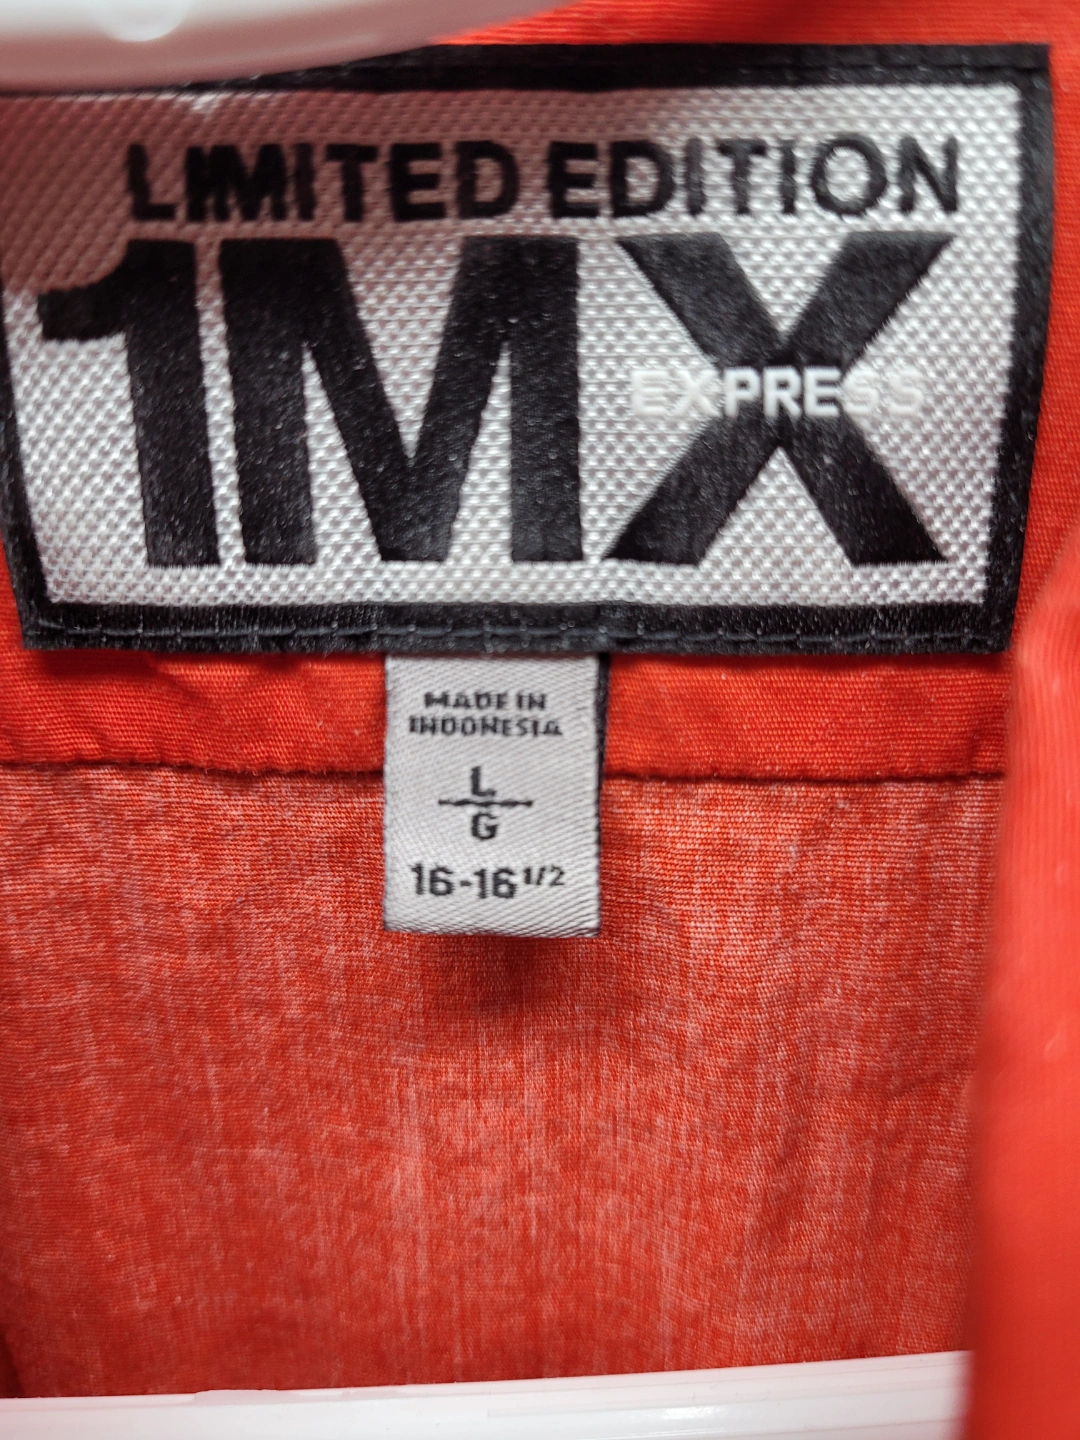 LIMITED EDITION
1MX
EXPRESS
MADE IN
INDONESIA
L
G
16-16 1/2